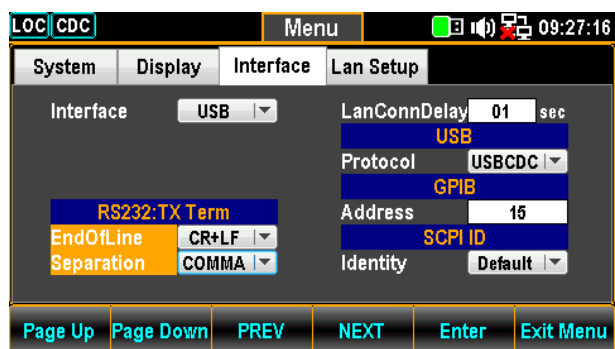 LOC CDC Menu 09:27:16
System Display Interface Lan Setup
Interface USB LanConnDelay 01 sec
USB
Protocol USBCDC
GPIB
RS232:TX Term Address 15
EndOfLine CR+LF SCPI ID
Separation COMMA Identity Default
Page Up Page Down PREV NEXT Enter Exit Menu